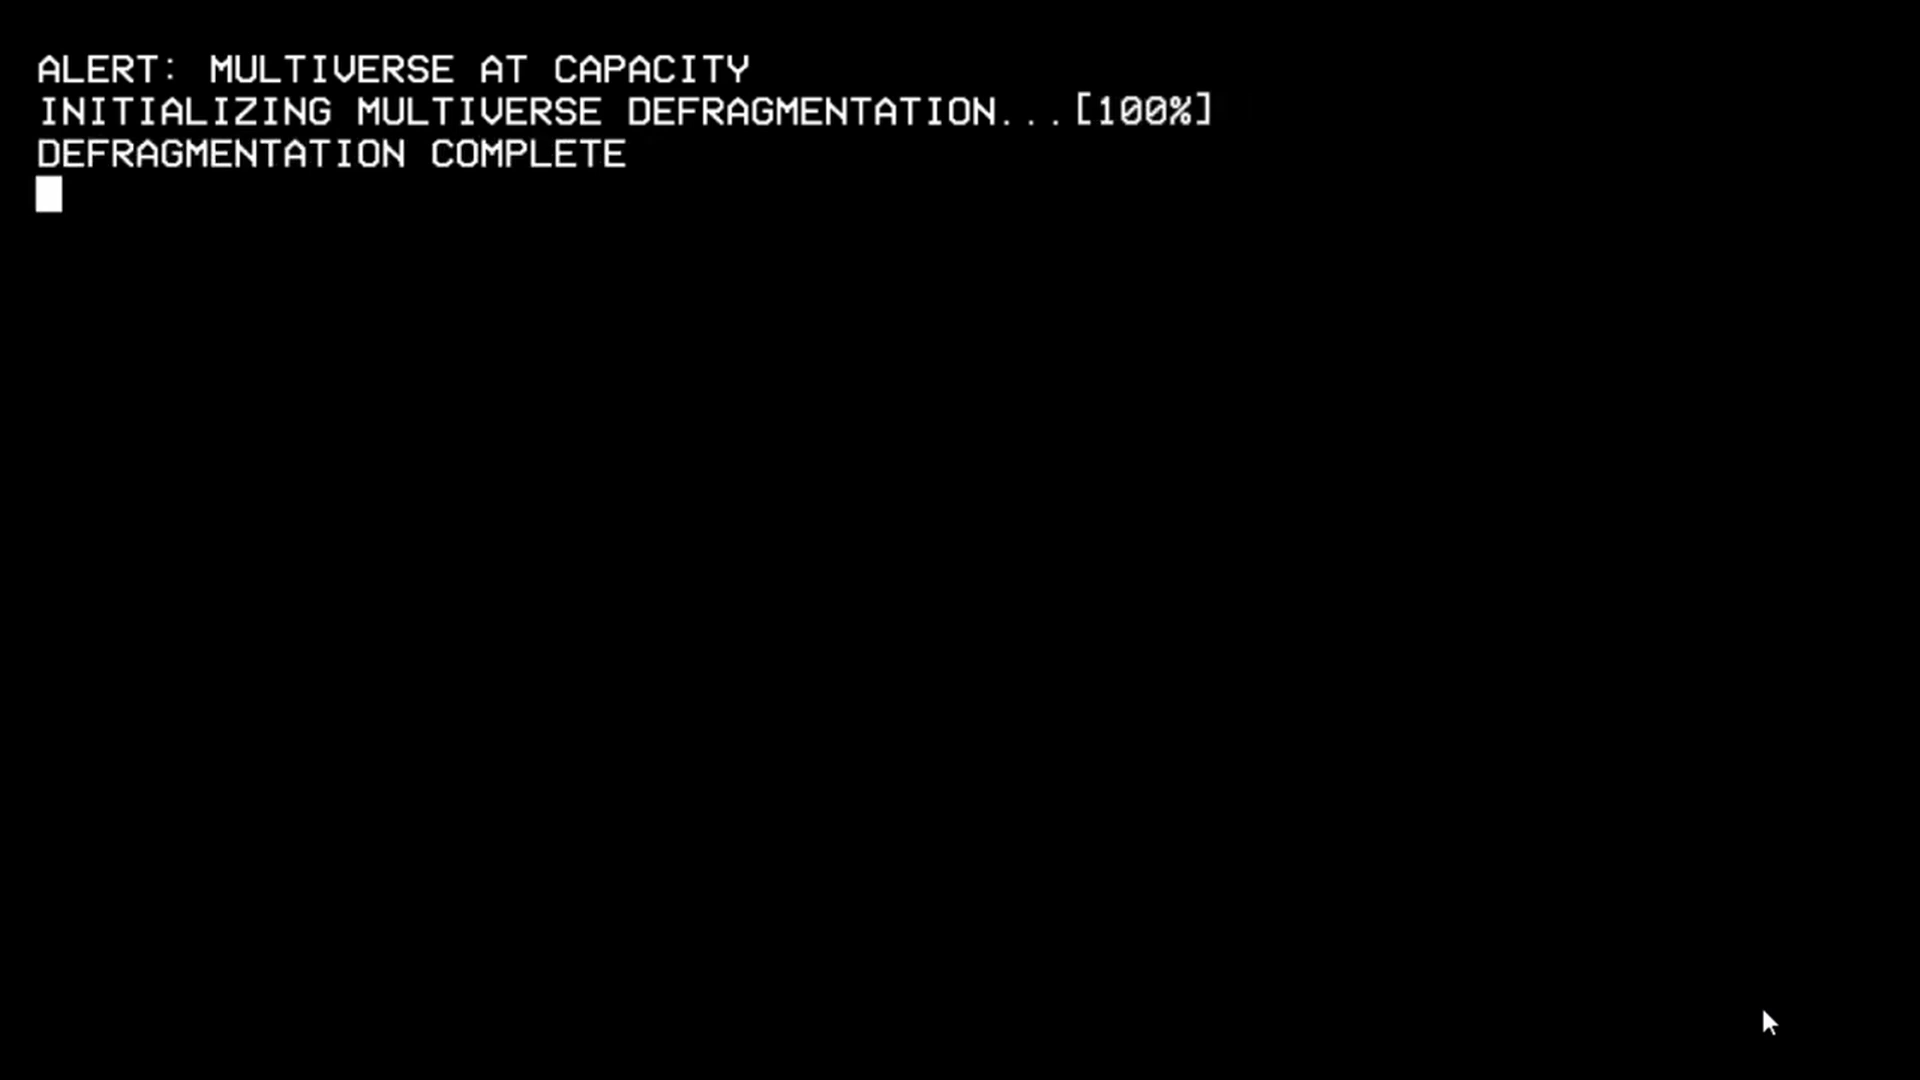 ALERT: MULTIVERSE AT CAPACITY
INITIALIZING MULTIVERSE DEFRAGMENTATION...[100%]
DEFRAGMENTATION COMPLETE